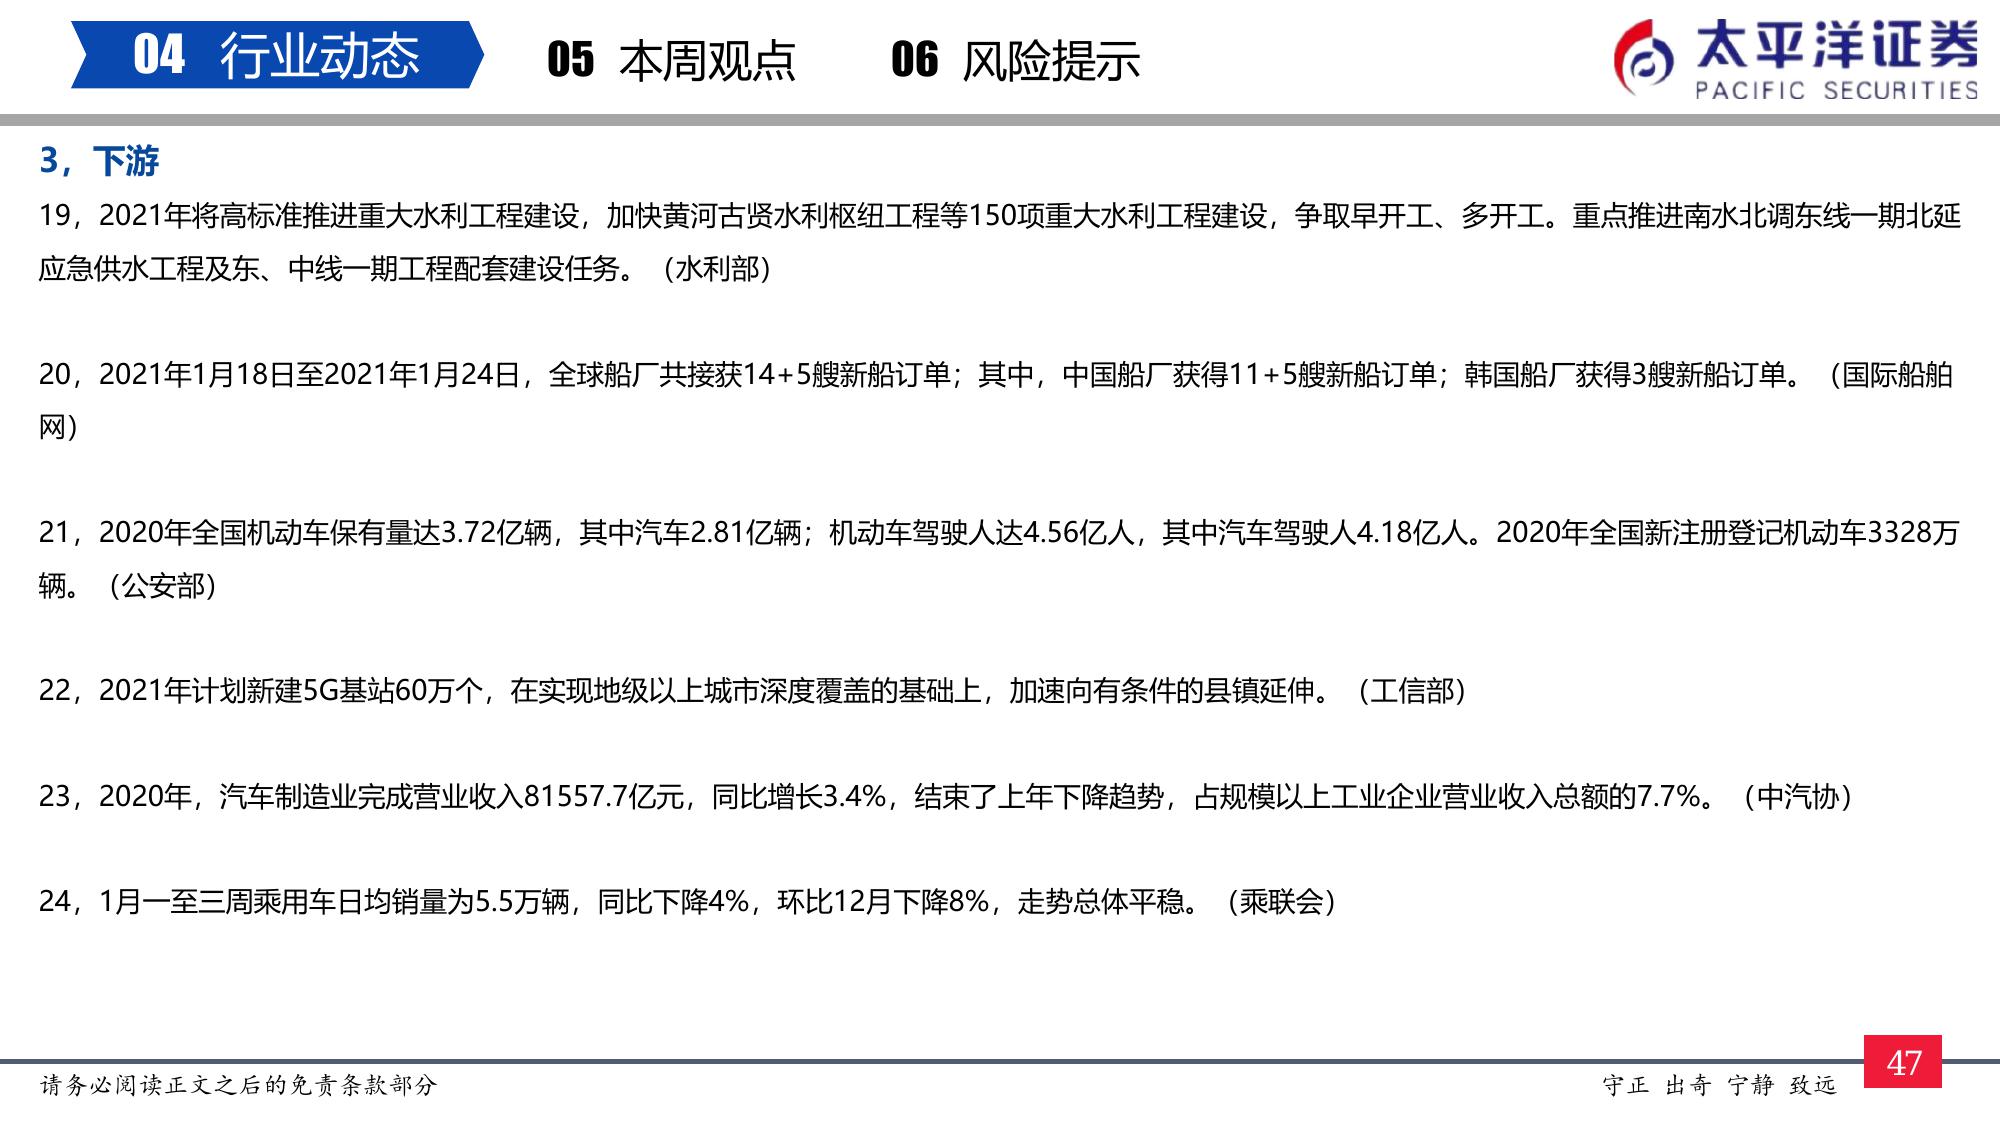 04 行业动态
05 本周观点
06 风险提示
太平洋证券
PACIFIC SECURITIES
3，下游
19，2021年将高标准推进重大水利工程建设，加快黄河古贤水利枢纽工程等150项重大水利工程建设，争取早开工、多开工。重点推进南水北调东线一期北延
应急供水工程及东、中线一期工程配套建设任务。（水利部）
20，2021年1月18日至2021年1月24日，全球船厂共接获14+5艘新船订单；其中，中国船厂获得11+5艘新船订单；韩国船厂获得3艘新船订单。（国际船舶
网）
21，2020年全国机动车保有量达3.72亿辆，其中汽车2.81亿辆；机动车驾驶人达4.56亿人，其中汽车驾驶人4.18亿人。2020年全国新注册登记机动车3328万
辆。（公安部）
22，2021年计划新建5G基站60万个，在实现地级以上城市深度覆盖的基础上，加速向有条件的县镇延伸。（工信部）
23，2020年，汽车制造业完成营业收入81557.7亿元，同比增长3.4%，结束了上年下降趋势，占规模以上工业企业营业收入总额的7.7%。（中汽协）
24，1月一至三周乘用车日均销量为5.5万辆，同比下降4%，环比12月下降8%，走势总体平稳。（乘联会）
请务必阅读正文之后的免责条款部分
守正 出奇 宁静 致远
47